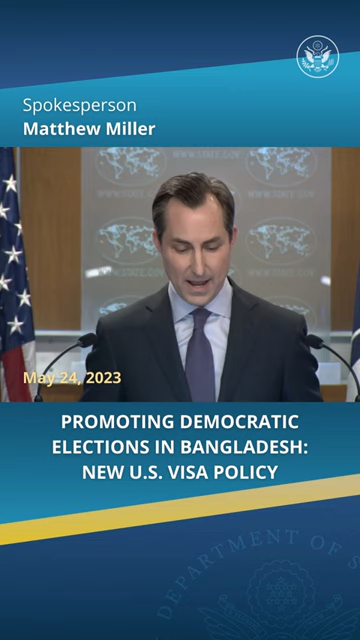 Spokesperson
Matthew Miller
WWW.STATE.GOV
May 24, 2023
PROMOTING DEMOCRATIC
ELECTIONS IN BANGLADESH:
NEW U.S. VISA POLICY
DEPARTMENT OF S